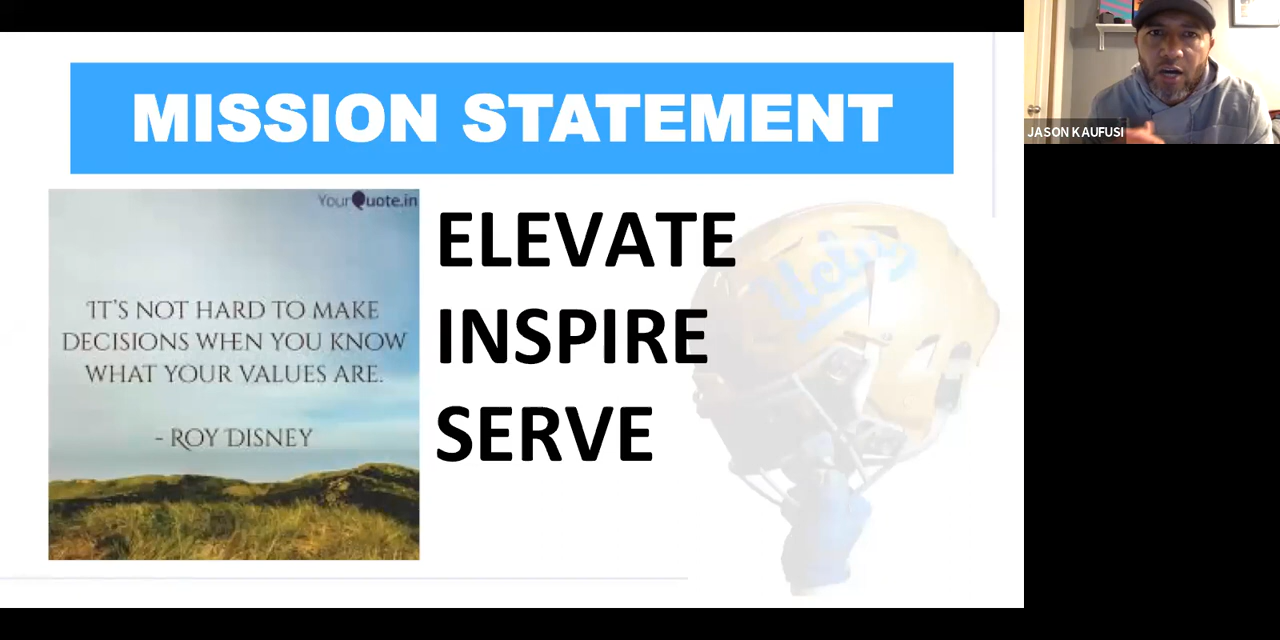 MISSION STATEMENT
YourQuote.in
IT'S NOT HARD TO MAKE
DECISIONS WHEN YOU KNOW
WHAT YOUR VALUES ARE.
- ROY DISNEY
ELEVATE
INSPIRE
SERVE
Ucla
JASON KAUFUSI